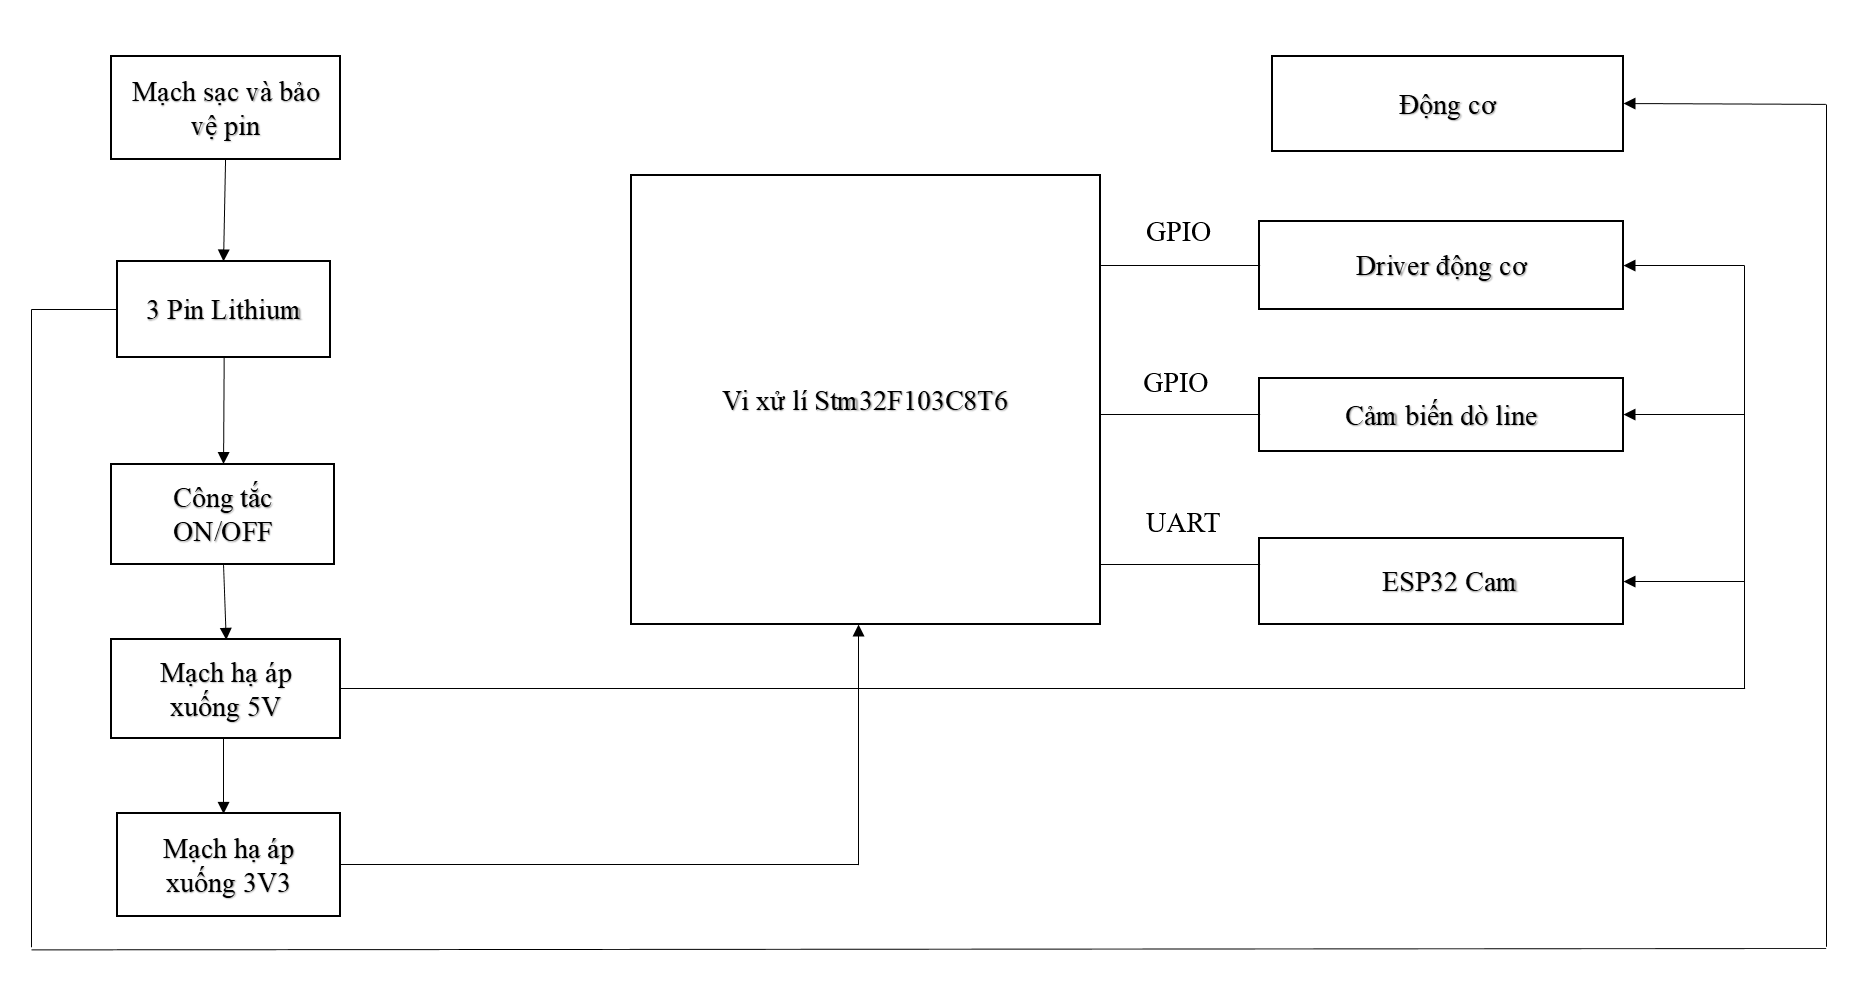 Mạch sạc và bảo
vệ pin
3 Pin Lithium
Công tắc
ON/OFF
Mạch hạ áp
xuống 5V
Mạch hạ áp
xuống 3V3
Vi xử lí Stm32F103C8T6
GPIO
GPIO
UART
Động cơ
Driver động cơ
Cảm biến dò line
ESP32 Cam